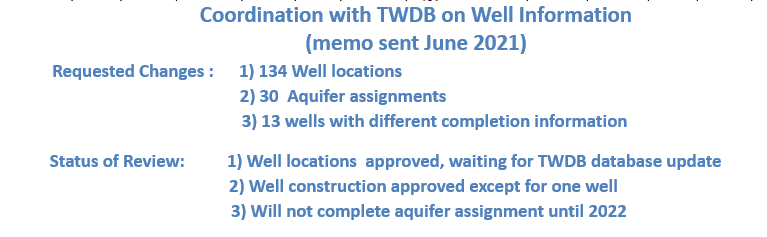 Coordination with TWDB on Well Information
(memo sent June 2021)
Requested Changes : 1) 134 Well locations
2) 30 Aquifer assignments
3) 13 wells with different completion information
Status of Review: 1) Well locations approved, waiting for TWDB database update
2) Well construction approved except for one well
3) Will not complete aquifer assignment until 2022